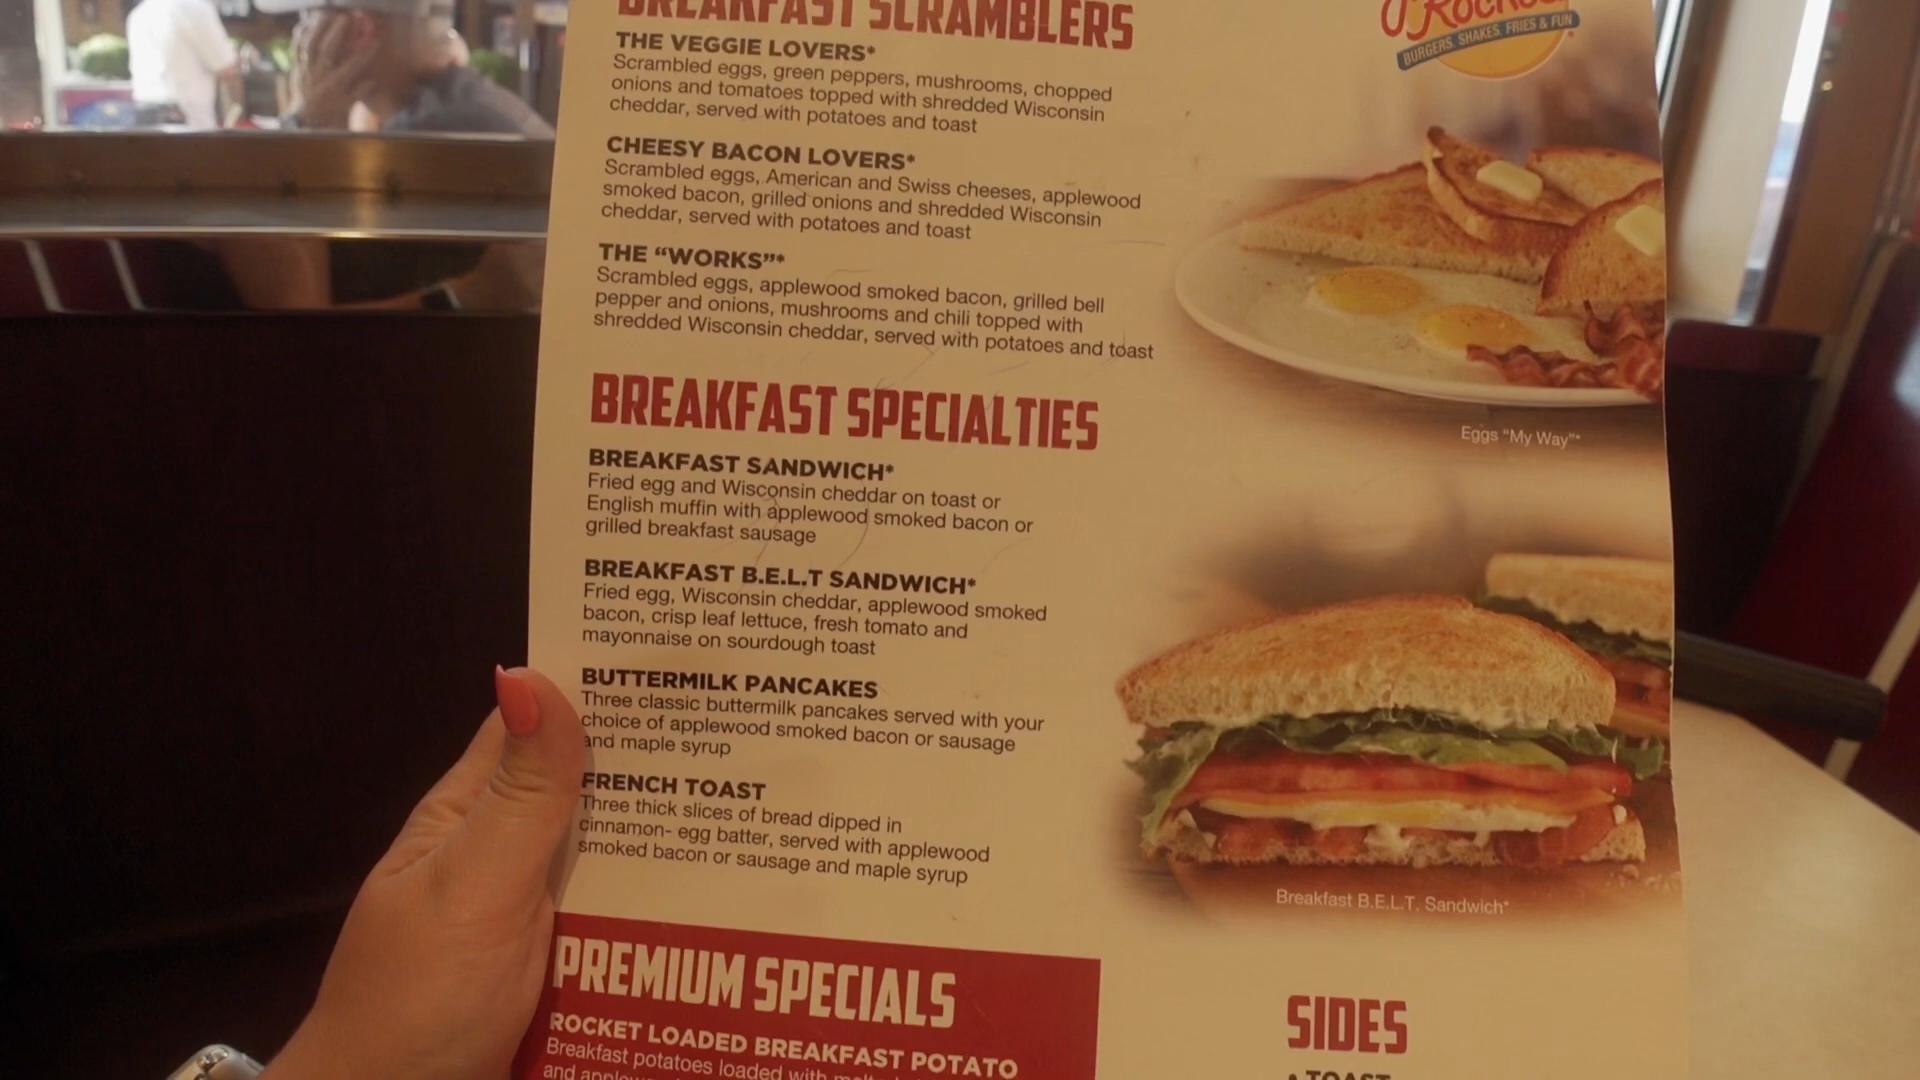 BREAKFAST SCRAMBLERS
THE VEGGIE LOVERS*
Scrambled eggs, green peppers, mushrooms, chopped
onions and tomatoes topped with shredded Wisconsin
cheddar, served with potatoes and toast
CHEESY BACON LOVERS*
Scrambled eggs, American and Swiss cheeses, applewood
smoked bacon, grilled onions and shredded Wisconsin
cheddar, served with potatoes and toast
THE “WORKS”*
Scrambled eggs, applewood smoked bacon, grilled bell
pepper and onions, mushrooms and chili topped with
shredded Wisconsin cheddar, served with potatoes and toast
BREAKFAST SPECIALTIES
BREAKFAST SANDWICH*
Fried egg and Wisconsin cheddar on toast or
English muffin with applewood smoked bacon or
grilled breakfast sausage
BREAKFAST B.E.L.T SANDWICH*
Fried egg, Wisconsin cheddar, applewood smoked
bacon, crisp leaf lettuce, fresh tomato and
mayonnaise on sourdough toast
BUTTERMILK PANCAKES
Three classic buttermilk pancakes served with your
choice of applewood smoked bacon or sausage
and maple syrup
FRENCH TOAST
Three thick slices of bread dipped in
cinnamon- egg batter, served with applewood
smoked bacon or sausage and maple syrup
PREMIUM SPECIALS
ROCKET LOADED BREAKFAST POTATO
Breakfast potatoes loaded with
and
BURGERS, SHAKES, FRIES & FUN
Eggs “My Way”*
Breakfast B.E.L.T. Sandwich*
SIDES
• TOAST